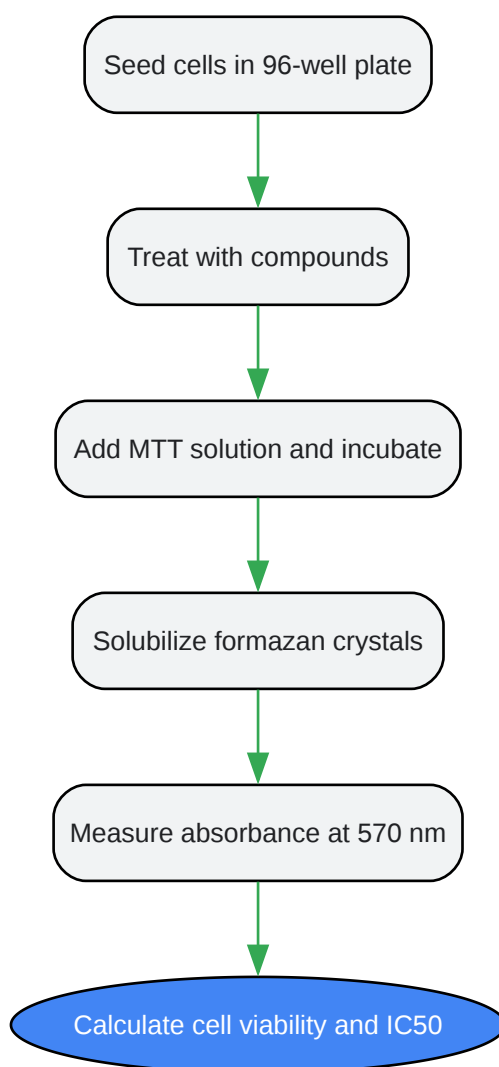 Seed cells in 96-well plate
Treat with compounds
Add MTT solution and incubate
Solubilize formazan crystals
Measure absorbance at 570 nm
Calculate cell viability and IC50